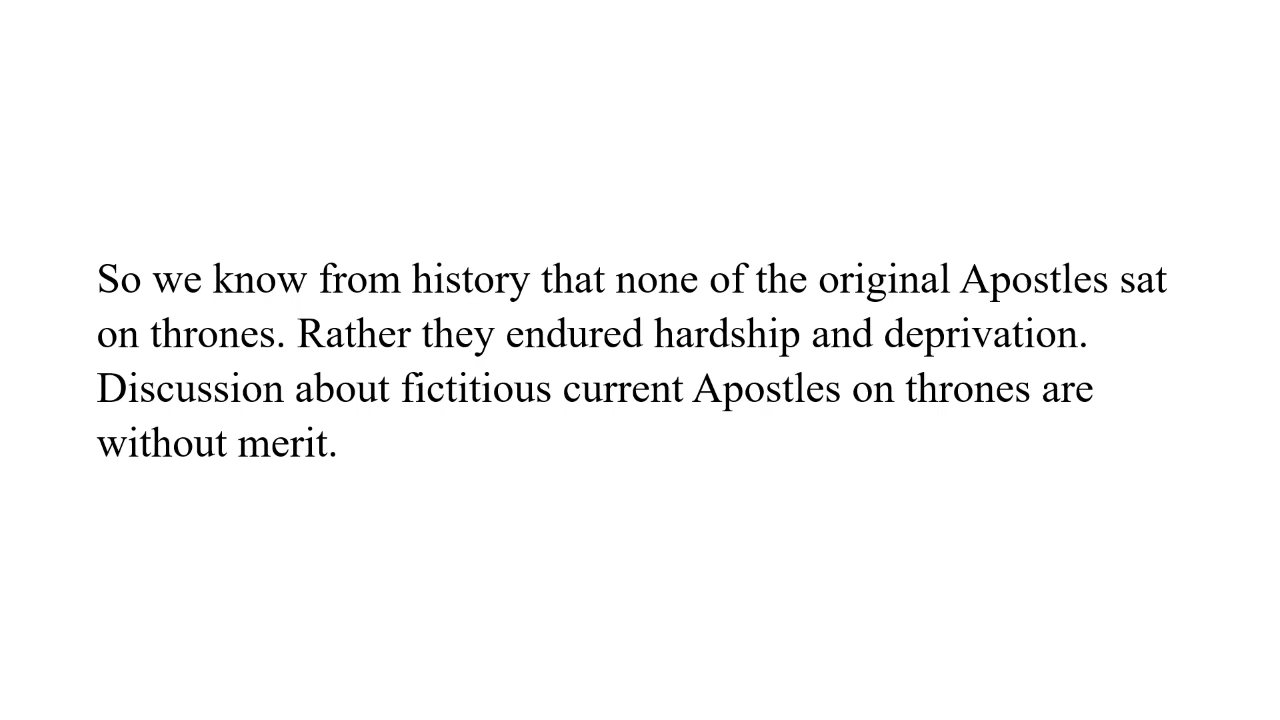 So we know from history that none of the original Apostles sat
on thrones. Rather they endured hardship and deprivation.
Discussion about fictitious current Apostles on thrones are
without merit.